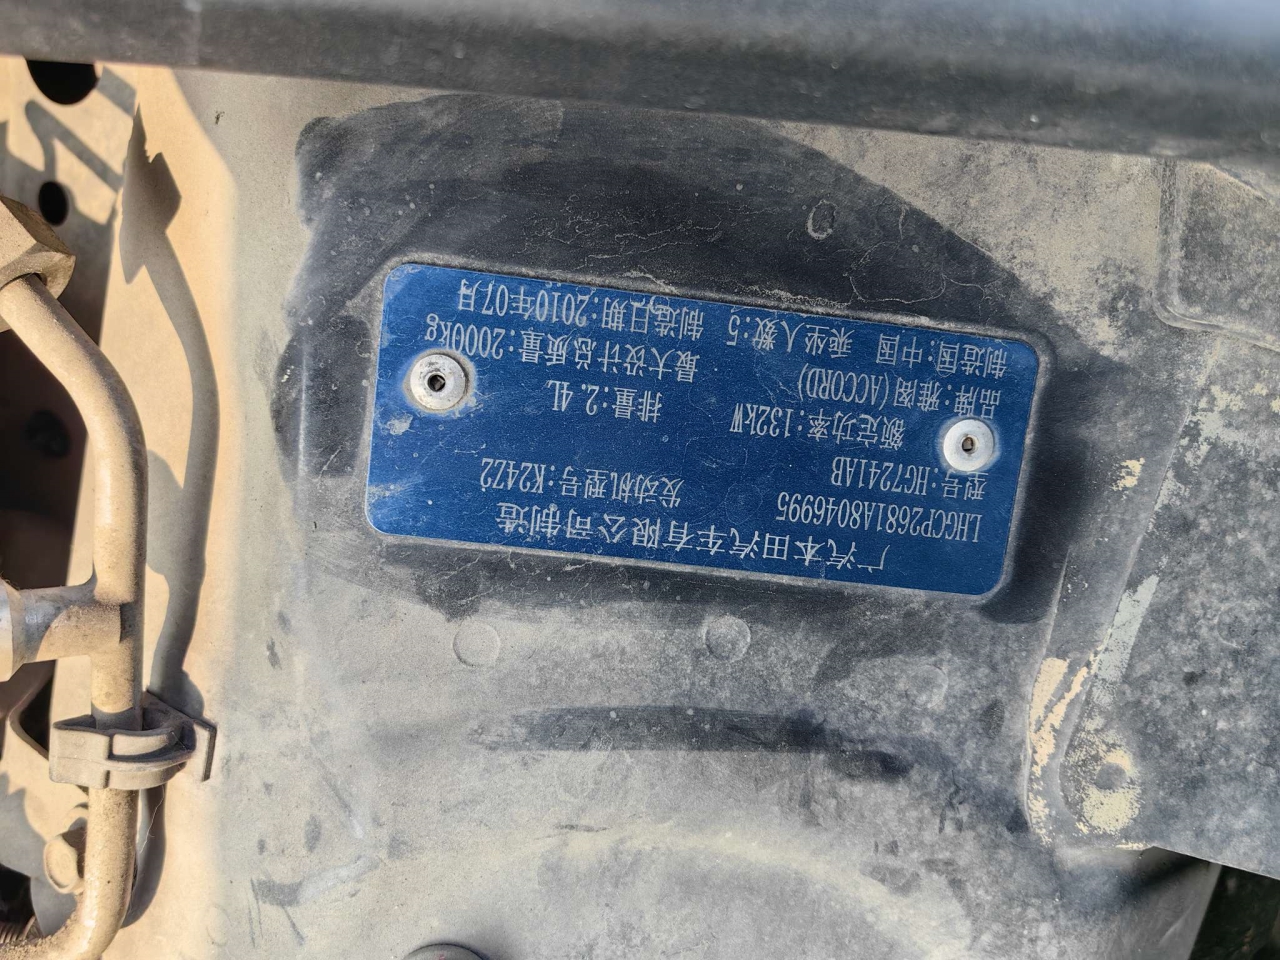 广汽本田汽车有限公司制造
LHGCP2681A8046995
型号:HG7241AB 发动机型号:K24Z2
额定功率:132kW 排量:2.4L
品牌:雅阁(ACCORD) 最大设计总质量:2000kg
制造国:中国 乘坐人数:5 制造日期:2010年07月